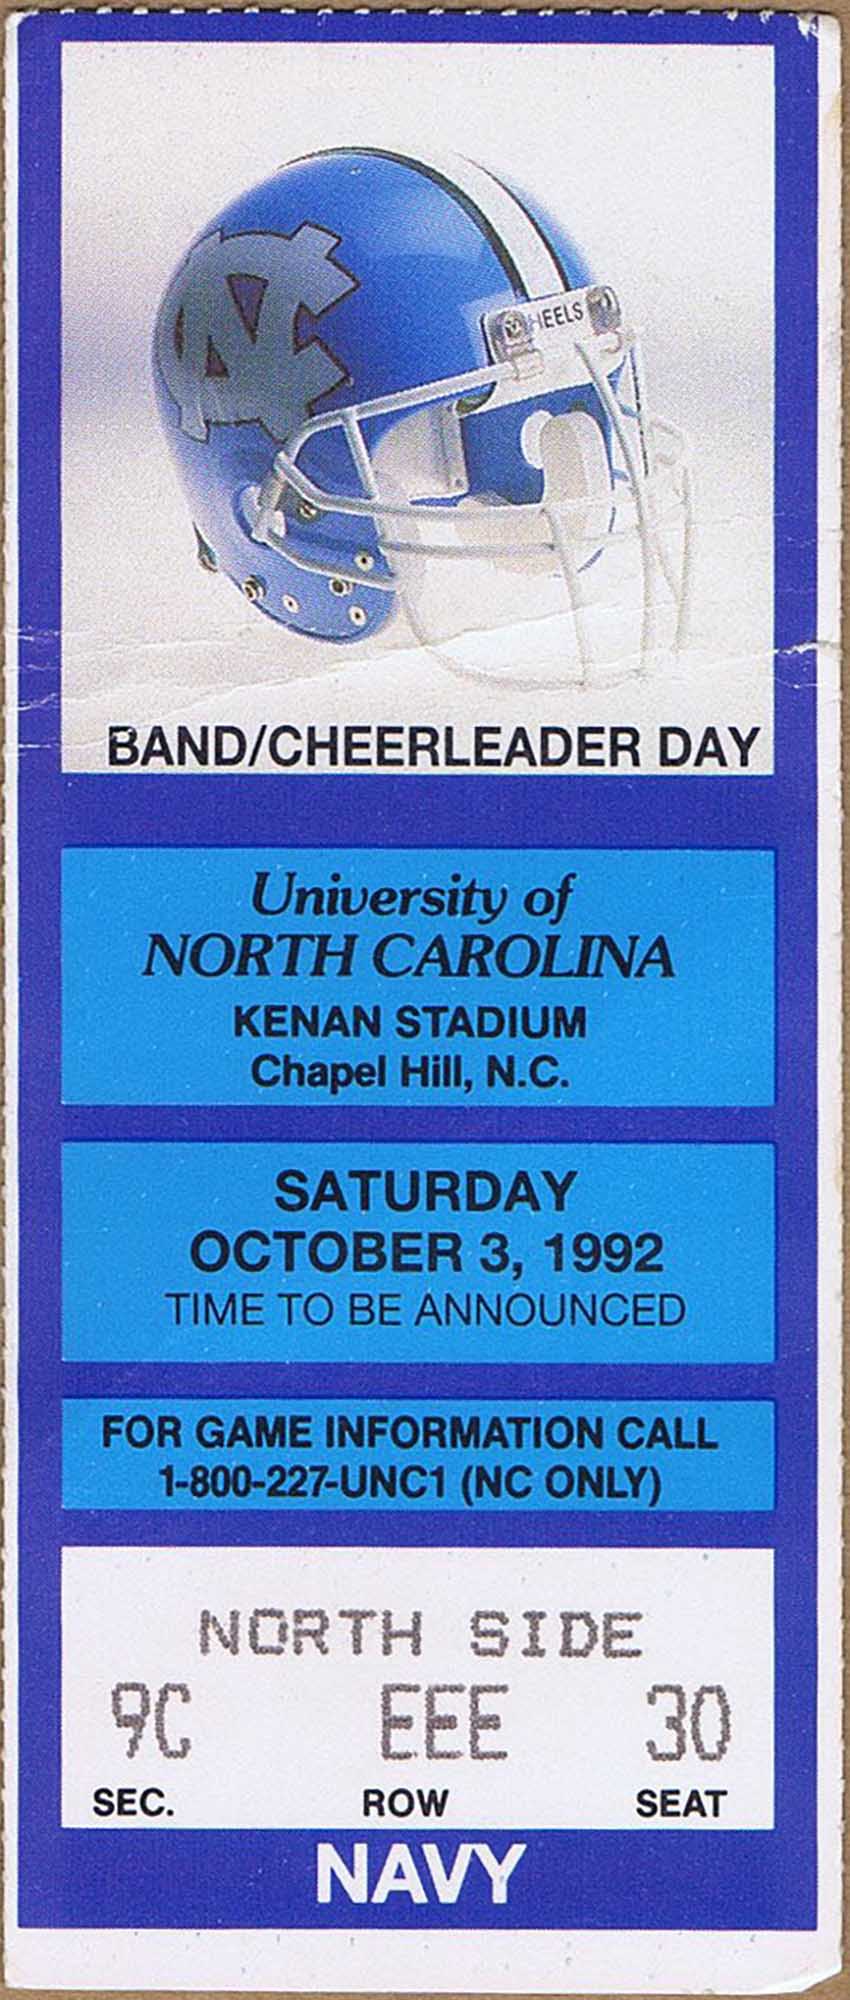 NC
HEELS
BAND/CHEERLEADER DAY
University of
NORTH CAROLINA
KENAN STADIUM
Chapel Hill, N.C.
SATURDAY
OCTOBER 3, 1992
TIME TO BE ANNOUNCED
FOR GAME INFORMATION CALL
1-800-227-UNC1 (NC ONLY)
NORTH SIDE
9C EEE 30
SEC. ROW SEAT
NAVY